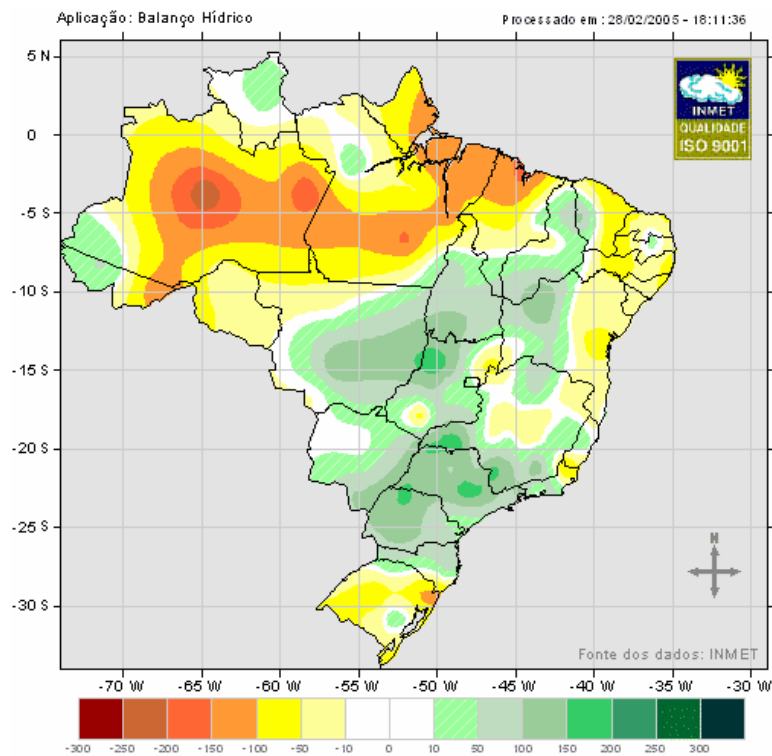 Aplicação: Balanço Hídrico
Processado em : 28/02/2005 - 18:11:36
5 N
0
-5 S
-10 S
-15 S
-20 S
-25 S
-30 S
INMET
QUALIDADE
ISO 9001
N
Fonte dos dados: INMET
-70 W -65 W -60 W -55 W -50 W -45 W -40 W -35 W -30 W
-300 -250 -200 -150 -100 -50 -10 0 10 50 100 150 200 250 300